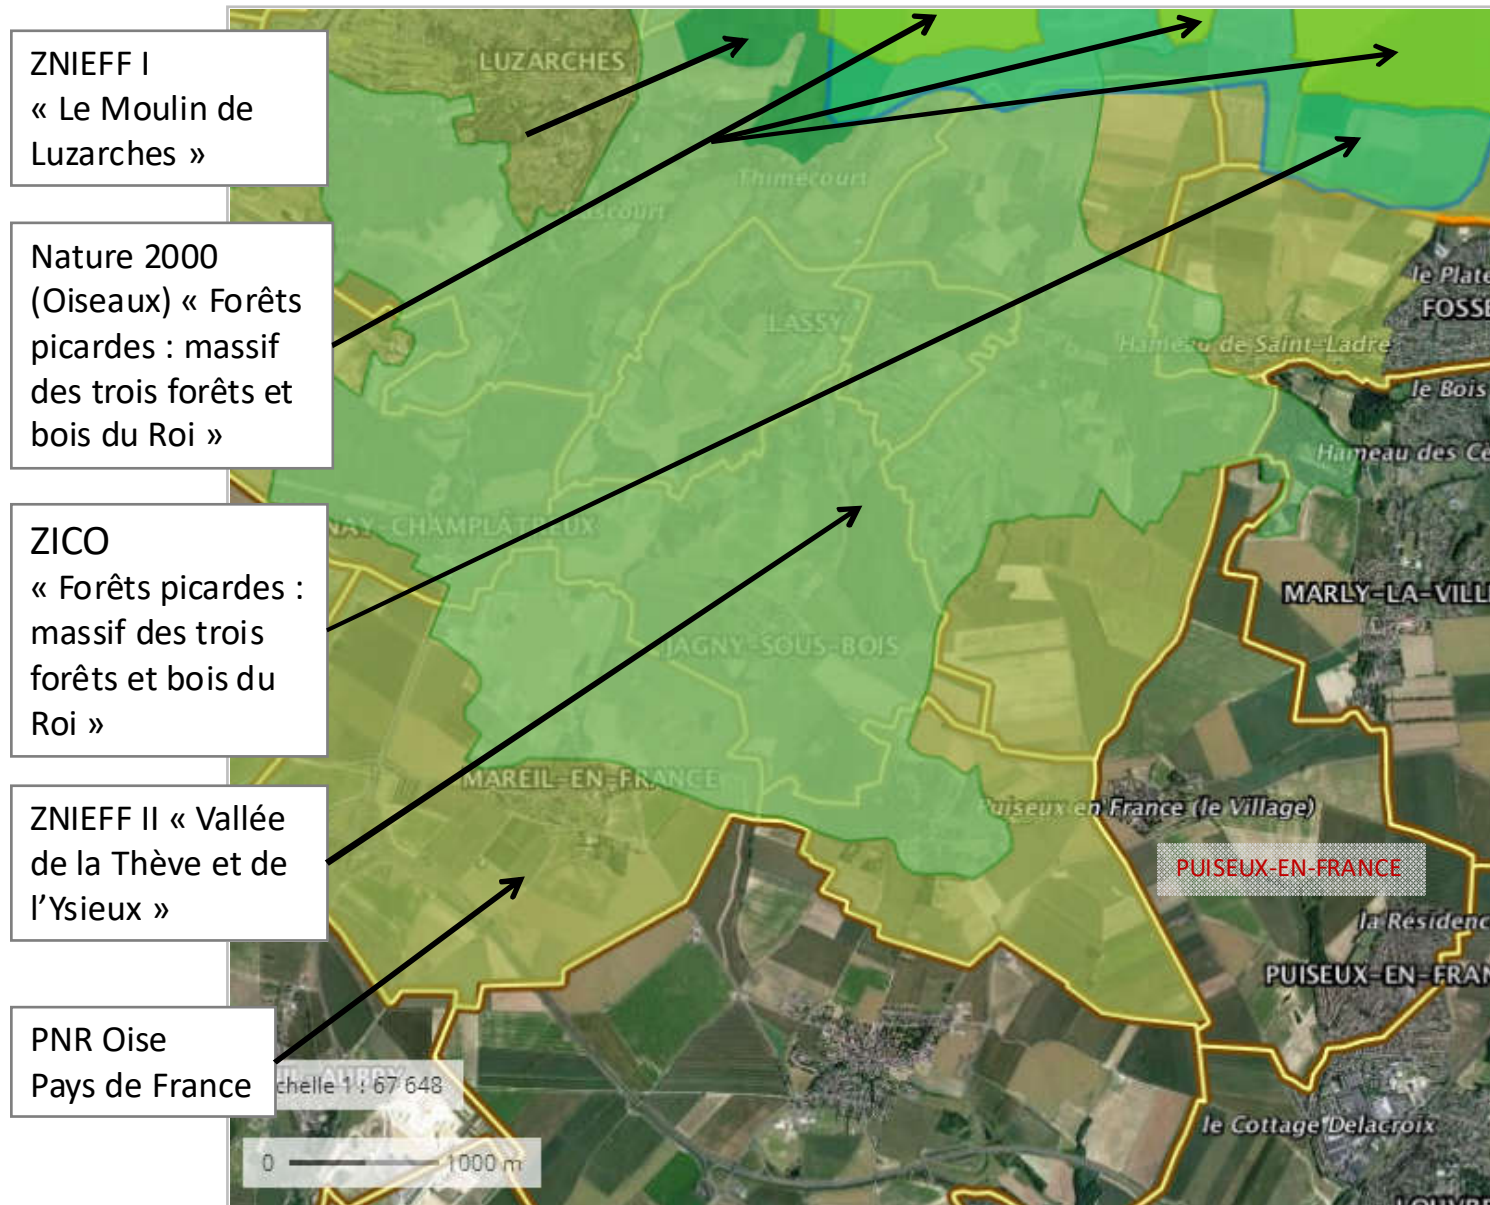 ZNIEFF I
« Le Moulin de
Luzarches »
Nature 2000
(Oiseaux) « Forêts
picardes : massif
des trois forêts et
bois du Roi »
ZICO
« Forêts picardes :
massif des trois
forêts et bois du
Roi »
ZNIEFF II « Vallée
de la Thève et de
l’Ysieux »
PNR Oise
Pays de France
LUZARCHES
Thimécourt
LASSY
le Plate
FOSSE
Hameau de Saint-Ladre
le Bois
Hameau des Cè
NAY-CHAMPLÂTREUX
MARLY-LA-VILL
JAGNY-SOUS-BOIS
MAREIL-EN-FRANCE
Puiseux en France (le Village)
PUISEUX-EN-FRANCE
la Résidenc
PUISEUX-EN-FRAN
chelle 1 : 67 648
le Cottage Delacroix
0 1000 m
LOUVRE